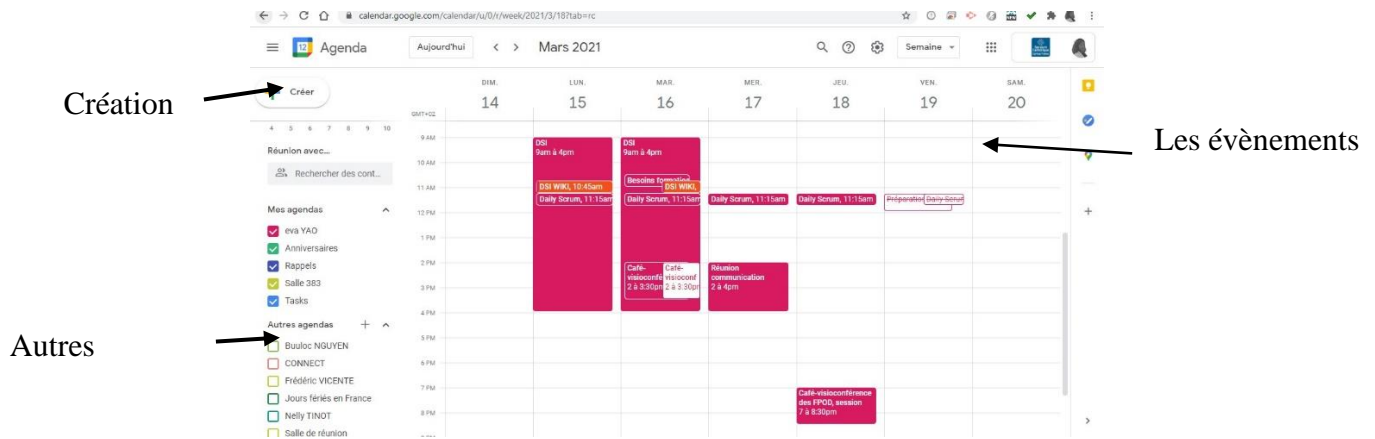 calendar.google.com/calendar/u/0/r/week/2021/3/18?tab=rc
12 Agenda Aujourd'hui Mars 2021 Semaine
Création
Créer
DIM. LUN. MAR. MER. JEU. VEN. SAM.
14 15 16 17 18 19 20
GMT+02
4 5 6 7 8 9 10
Réunion avec...
Rechercher des cont...
Mes agendas
eva YAO
Anniversaires
Rappels
Salle 383
Tasks
Autres
Autres agendas
Buuloc NGUYEN
CONNECT
Frédéric VICENTE
Jours fériés en France
Nelly TINOT
Salle de réunion
9 AM
10 AM
11 AM
12 PM
1 PM
2 PM
3 PM
4 PM
5 PM
6 PM
7 PM
8 PM
DSI
9am à 4pm
DSI WIKI, 10:45am
Daily Scrum, 11:15am
DSI
9am à 4pm
Besoins formation
DSI WIKI,
Daily Scrum, 11:15am
Café-
visioconfé
2 à 3:30pm
Café-
visioconf
2 à 3:30pm
Daily Scrum, 11:15am
Réunion
communication
2 à 4pm
Daily Scrum, 11:15am
Café-visioconférence
des FPOD, session
7 à 8:30pm
Préparation
Daily Scrum
Les évènements